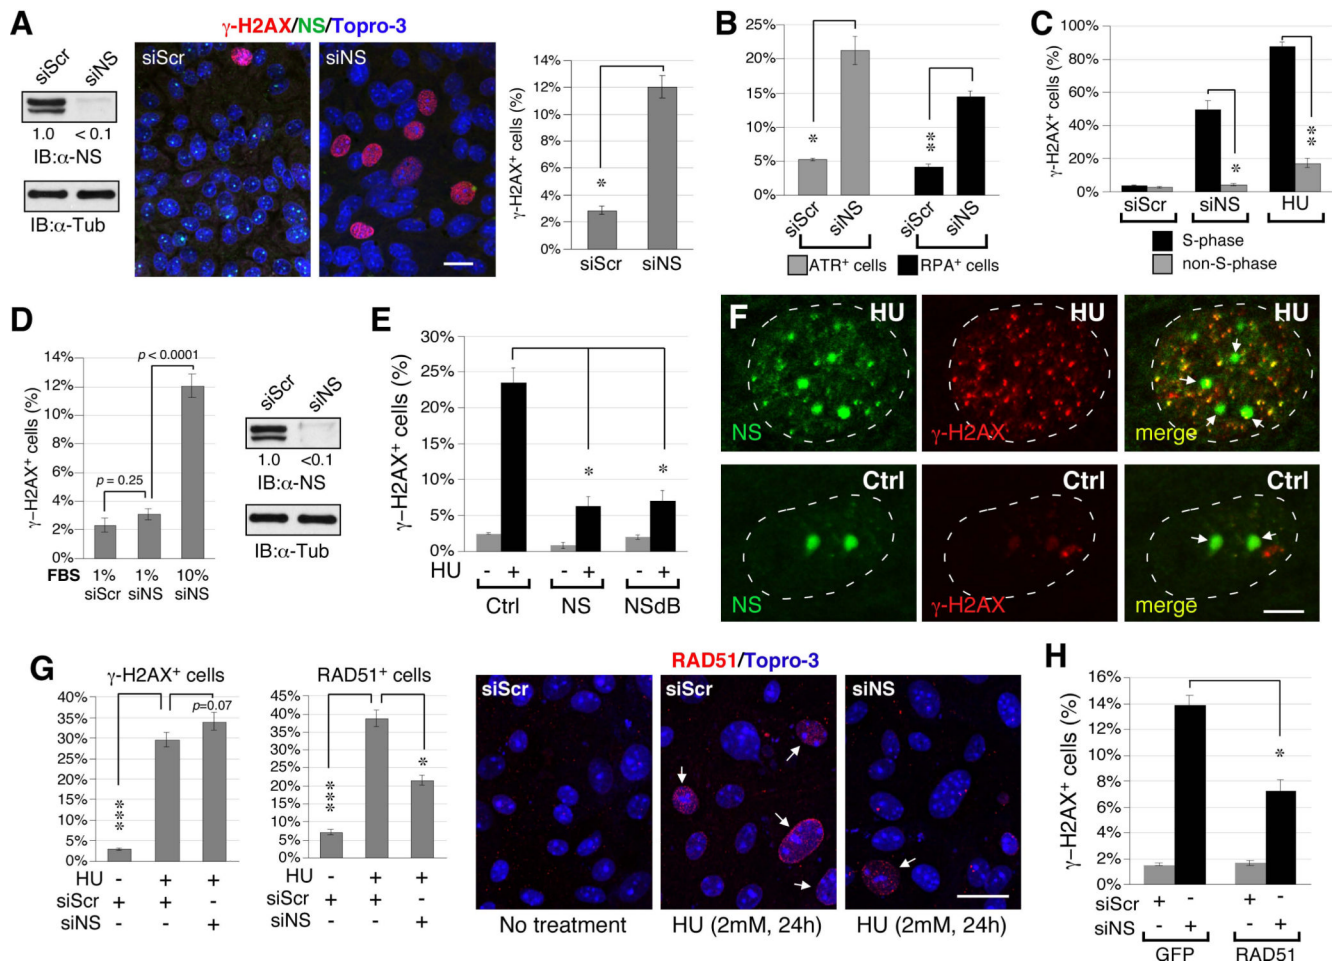 A
γ-H2AX/NS/Topro-3
siScr siNS
1.0 < 0.1
IB:α-NS
IB:α-Tub
siScr
siNS
γ-H2AX⁺ cells (%)
14%
12%
10%
8%
6%
4%
2%
0%
*
siScr siNS
B
25%
20%
15%
10%
5%
0%
* **
siScr siNS siScr siNS
ATR⁺ cells RPA⁺ cells
C
γ-H2AX⁺ cells (%)
100%
80%
60%
40%
20%
0%
* **
siScr siNS HU
S-phase
non-S-phase
D
γ–H2AX⁺ cells (%)
14%
12%
10%
8%
6%
4%
2%
0%
p < 0.0001
p = 0.25
FBS 1% 1% 10%
siScr siNS siNS
siScr siNS
1.0 <0.1
IB:α-NS
IB:α-Tub
E
γ–H2AX⁺ cells (%)
30%
25%
20%
15%
10%
5%
0%
* *
HU - + - + - +
Ctrl NS NSdB
F
HU HU HU
NS γ-H2AX merge
Ctrl Ctrl Ctrl
NS γ-H2AX merge
G
γ-H2AX⁺ cells
40%
35%
30%
25%
20%
15%
10%
5%
0%
p=0.07
***
HU - + +
siScr + + -
siNS - - +
RAD51⁺ cells
45%
40%
35%
30%
25%
20%
15%
10%
5%
0%
*** *
HU - + +
siScr + + -
siNS - - +
RAD51/Topro-3
siScr siScr siNS
No treatment HU (2mM, 24h) HU (2mM, 24h)
H
γ–H2AX⁺ cells (%)
16%
14%
12%
10%
8%
6%
4%
2%
0%
*
siScr + - + -
siNS - + - +
GFP RAD51